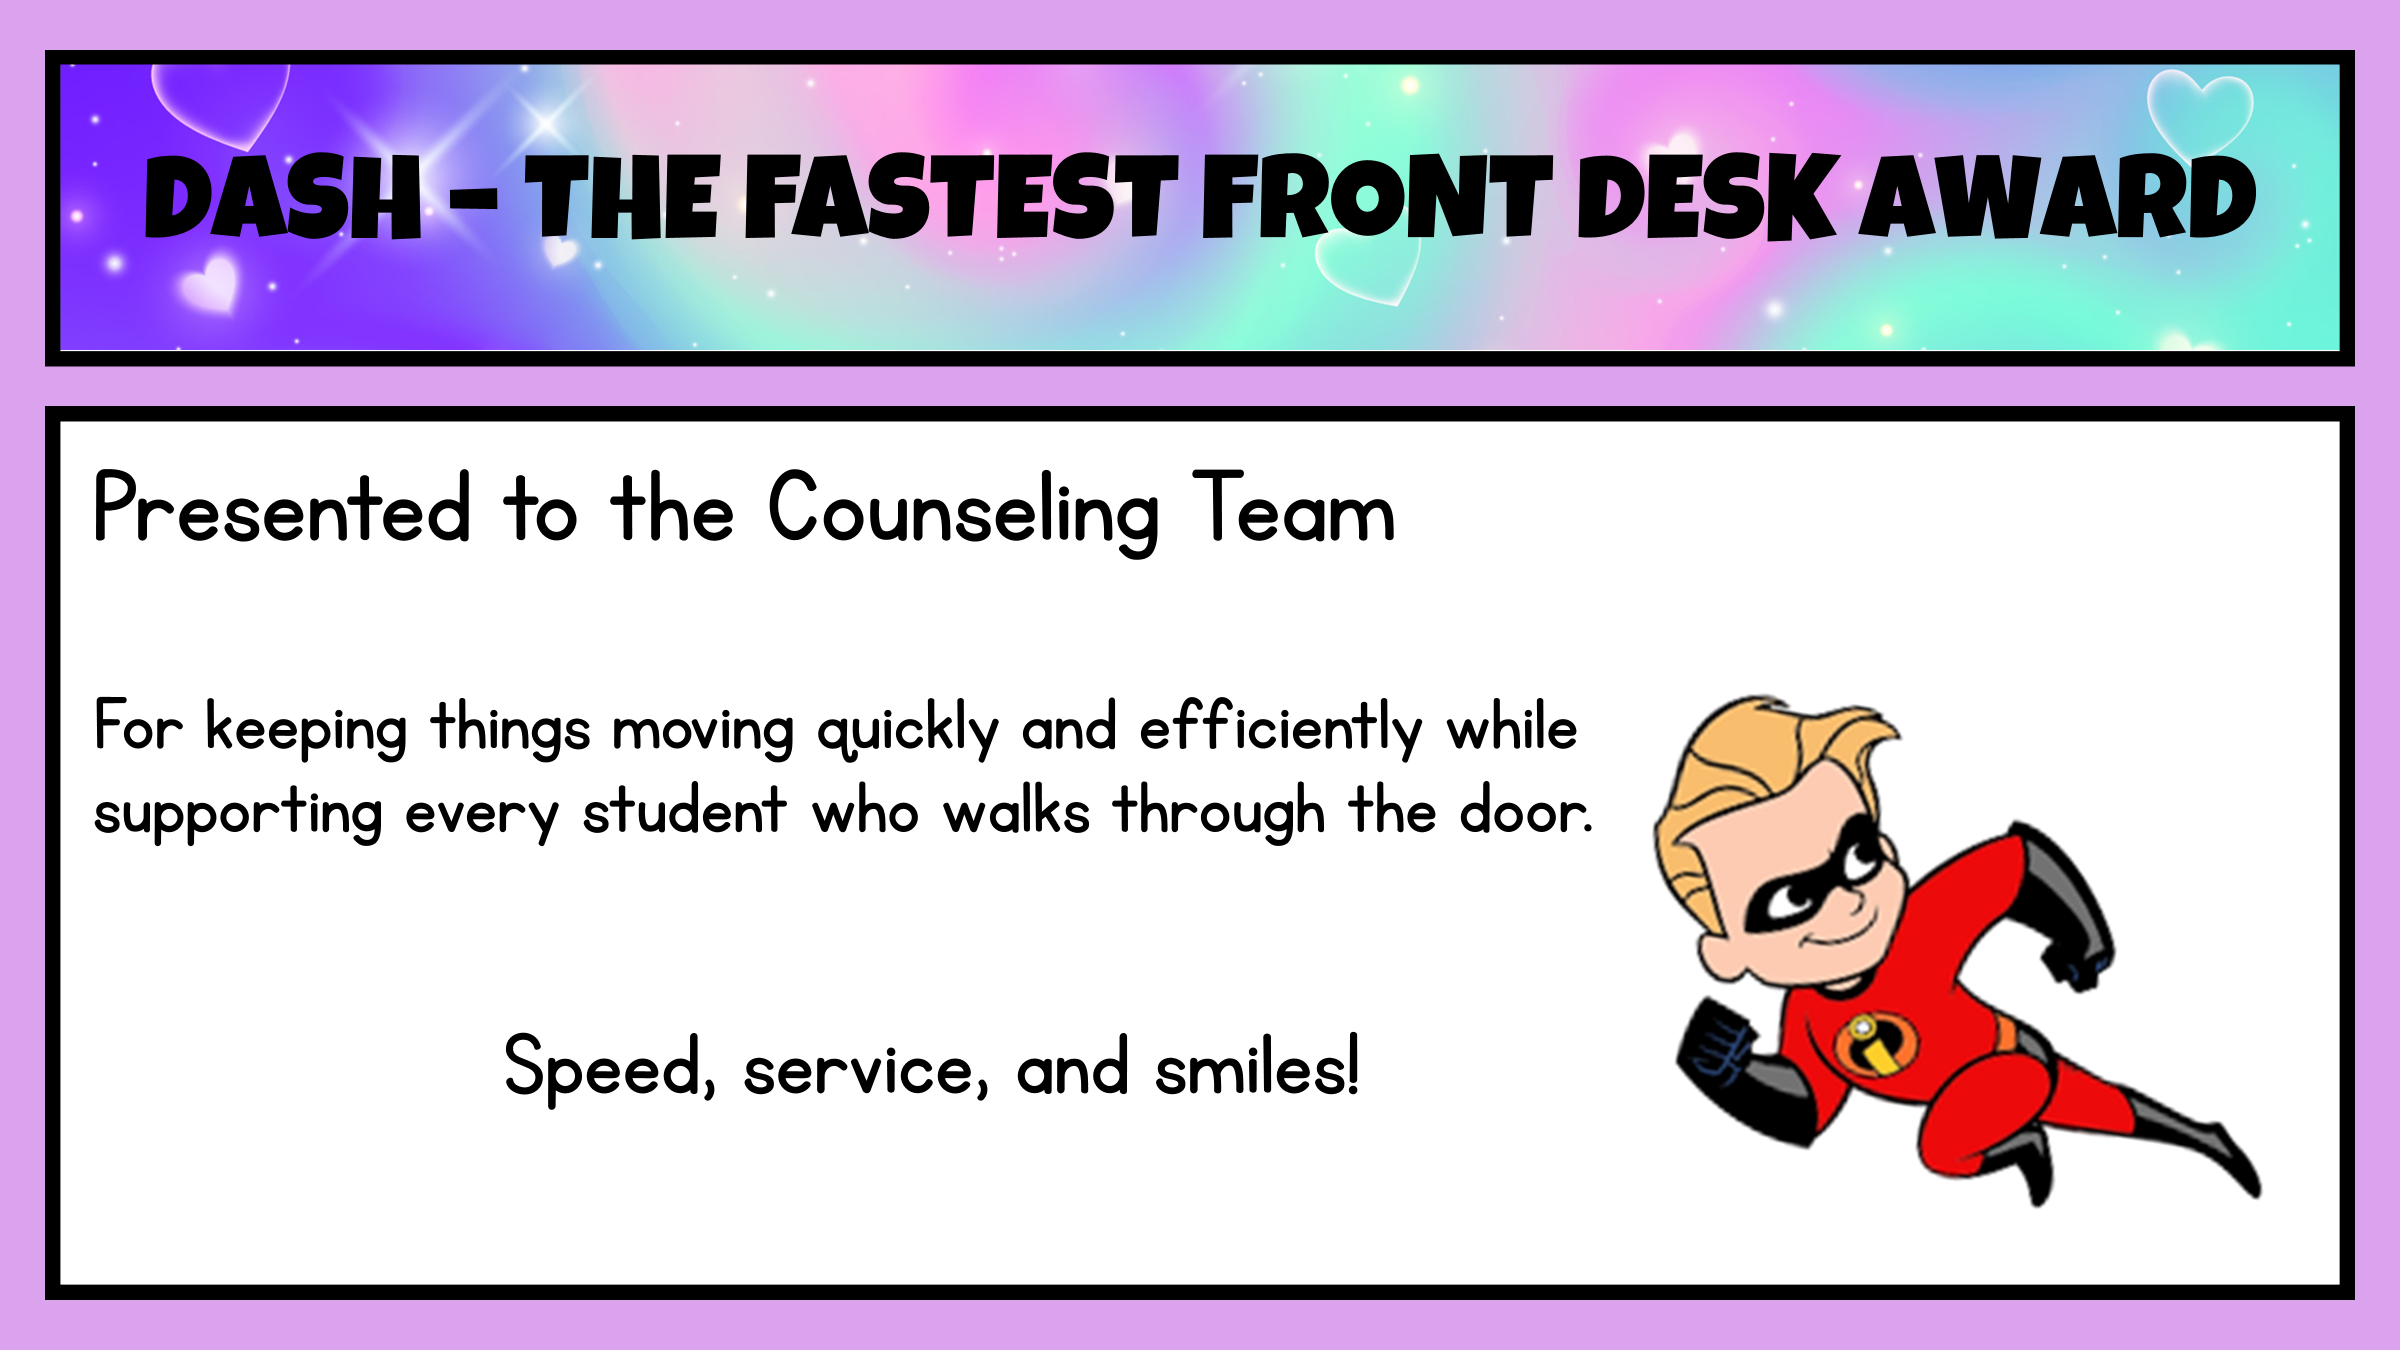 DASH - THE FASTEST FRONT DESK AWARD
Presented to the Counseling Team
For keeping things moving quickly and efficiently while
supporting every student who walks through the door.
Speed, service, and smiles!